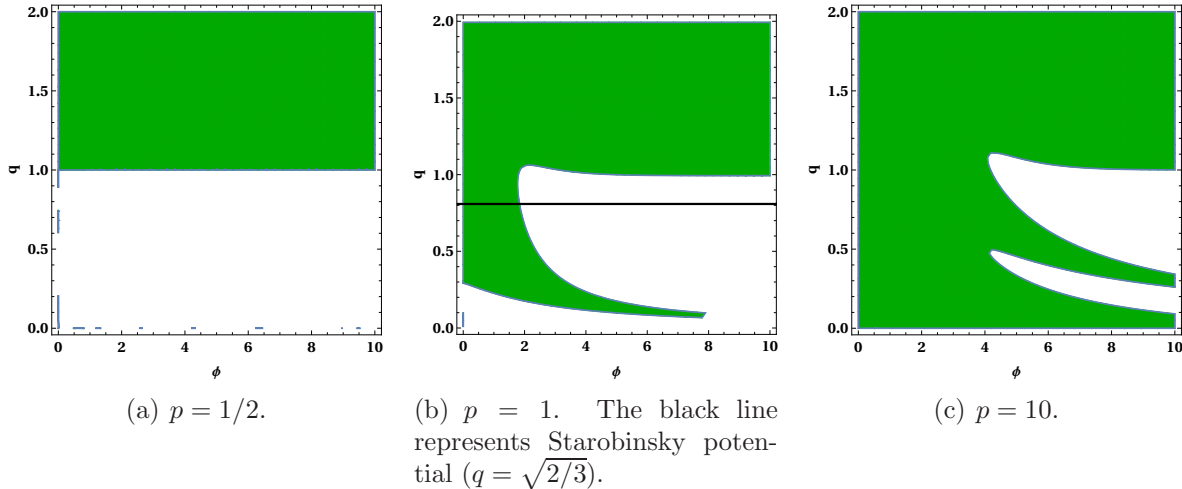 2.0
1.5
1.0
0.5
0.0
q
0 2 4 6 8 10
ϕ
(a) p = 1/2.
2.0
1.5
1.0
0.5
0.0
q
0 2 4 6 8 10
ϕ
(b) p = 1. The black line
represents Starobinsky poten-
tial (q = √2/3).
2.0
1.5
1.0
0.5
0.0
q
0 2 4 6 8 10
ϕ
(c) p = 10.